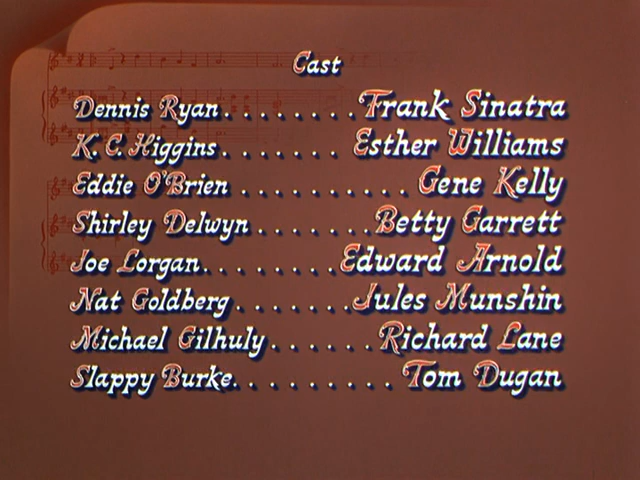 Cast
Dennis Ryan........Frank Sinatra
K. C. Higgins.......Esther Williams
Eddie O'Brien..........Gene Kelly
Shirley Delwyn.......Betty Garrett
Joe Lorgan........Edward Arnold
Nat Goldberg.......Jules Munshin
Michael Gilhuly......Richard Lane
Slappy Burke..........Tom Dugan